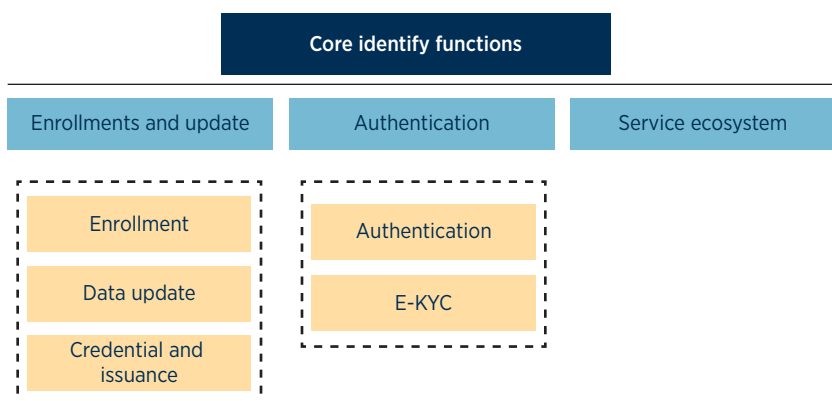 Core identify functions
Enrollments and update
Authentication
Service ecosystem
Enrollment
Data update
Credential and
issuance
Authentication
E-KYC